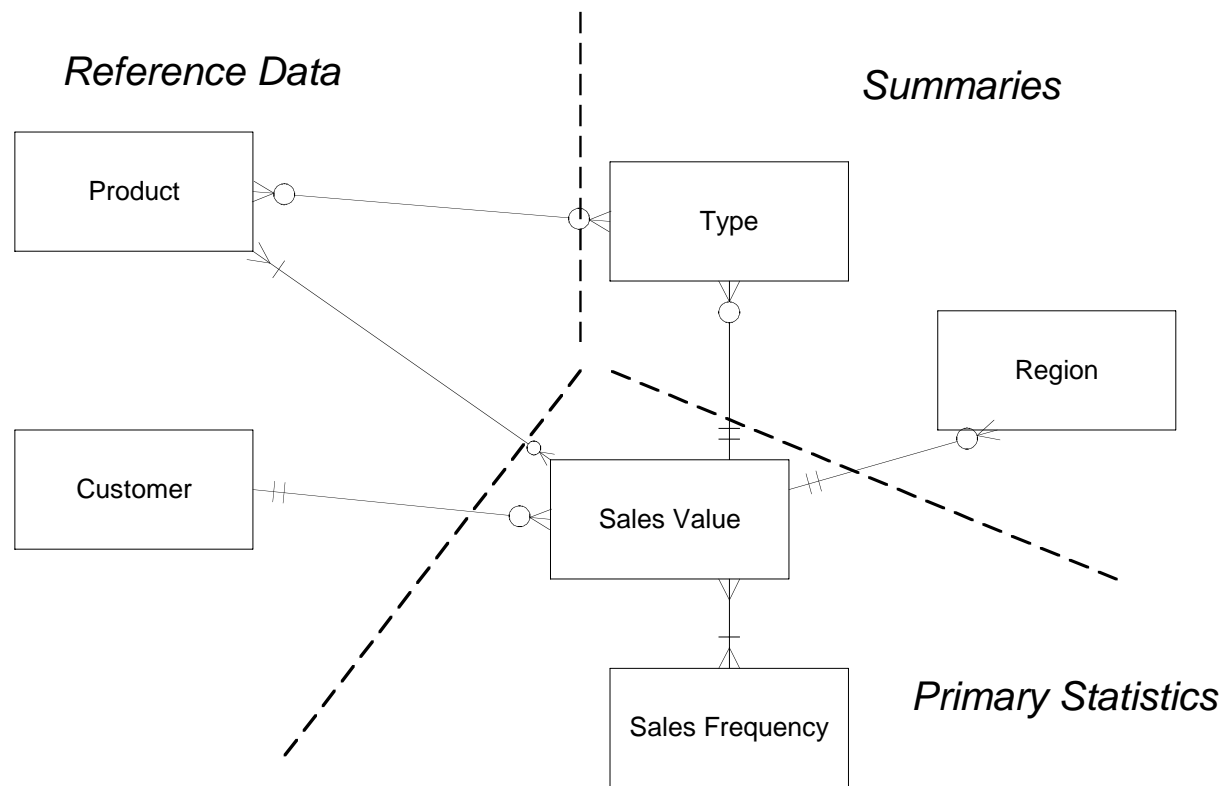 Reference Data
Summaries
Product
Type
Region
Customer
Sales Value
Primary Statistics
Sales Frequency